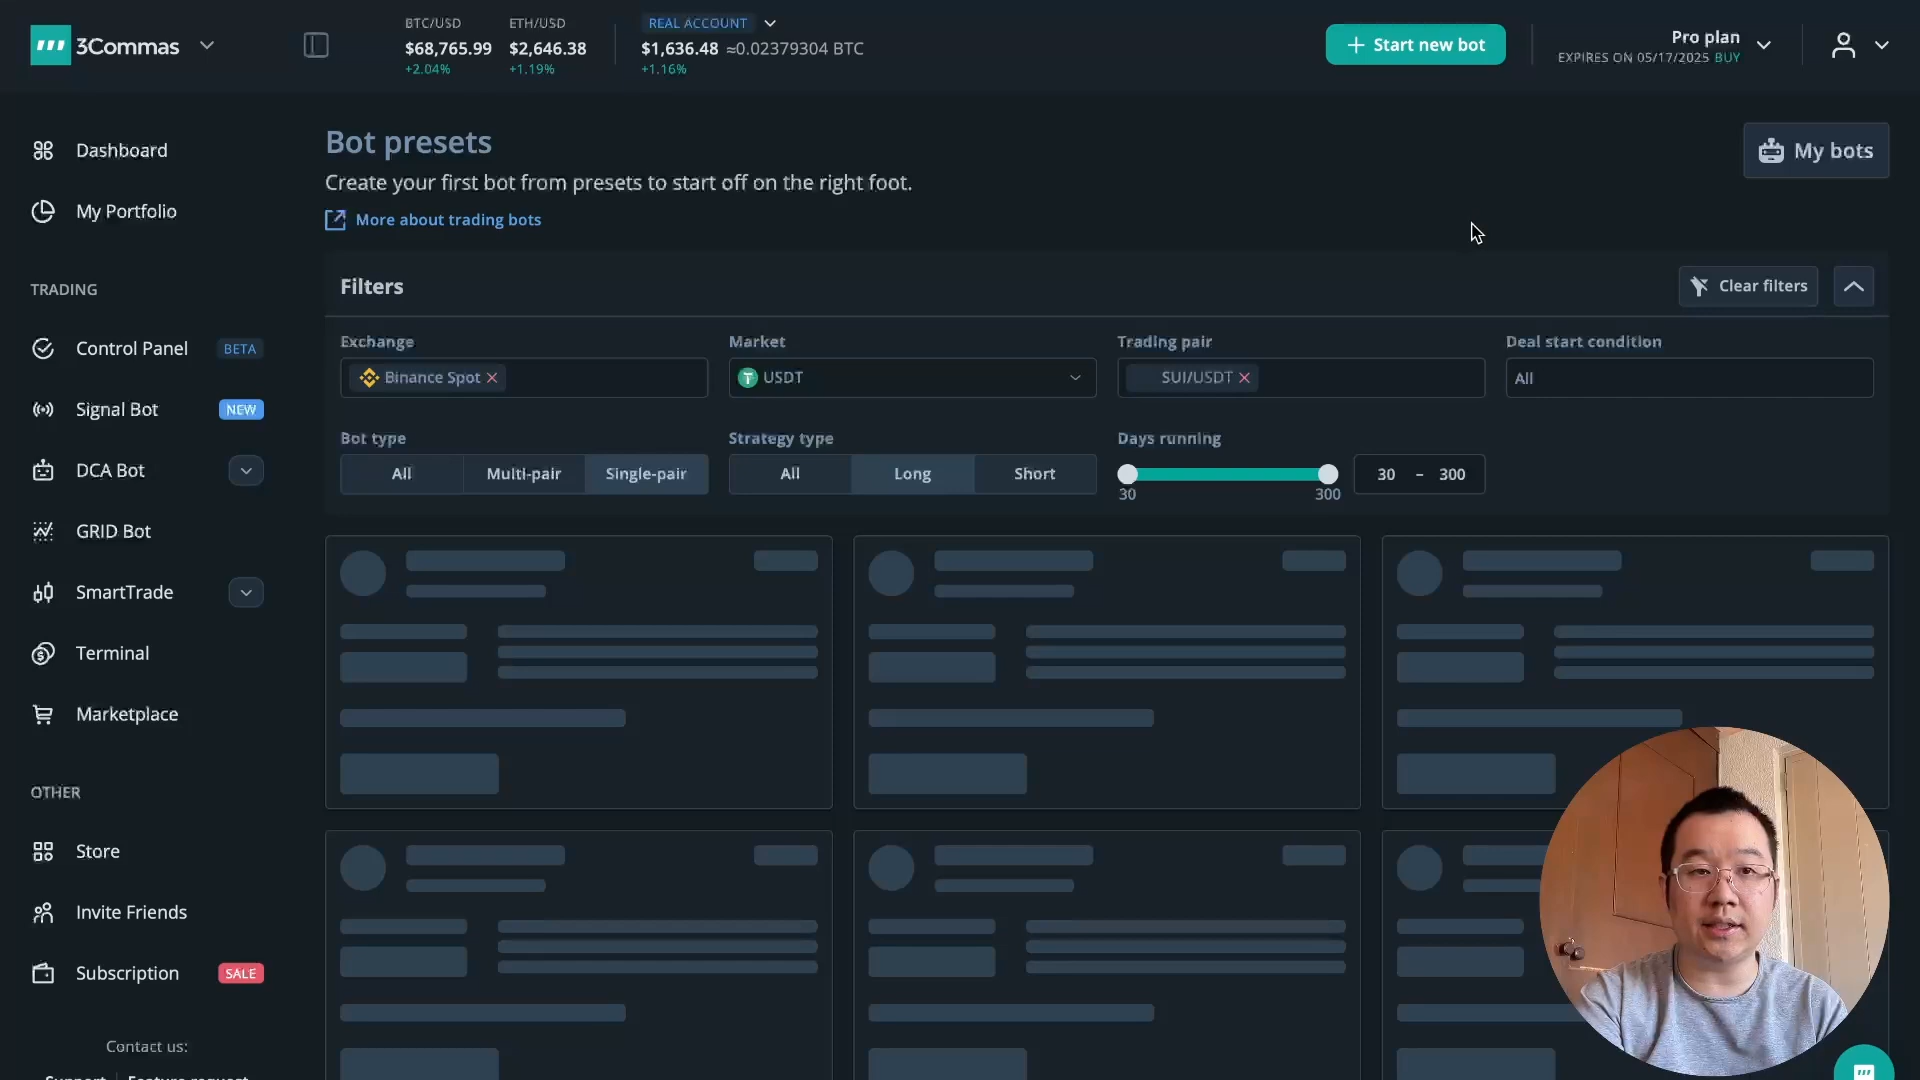 3Commas
BTC/USD
$68,765.99
+2.04%
ETH/USD
$2,646.38
+1.19%
REAL ACCOUNT
$1,636.48 ≈0.02379304 BTC
+1.16%
Start new bot
Pro plan
EXPIRES ON 05/17/2025 BUY
Dashboard
My Portfolio
TRADING
Control Panel BETA
Signal Bot NEW
DCA Bot
GRID Bot
SmartTrade
Terminal
Marketplace
OTHER
Store
Invite Friends
Subscription SALE
Contact us:
Support | Feature request
Bot presets
Create your first bot from presets to start off on the right foot.
More about trading bots
My bots
Filters
Clear filters
Exchange
Binance Spot
Market
USDT
Trading pair
SUI/USDT
Deal start condition
All
Bot type
All Multi-pair Single-pair
Strategy type
All Long Short
Days running
30 300
30 – 300